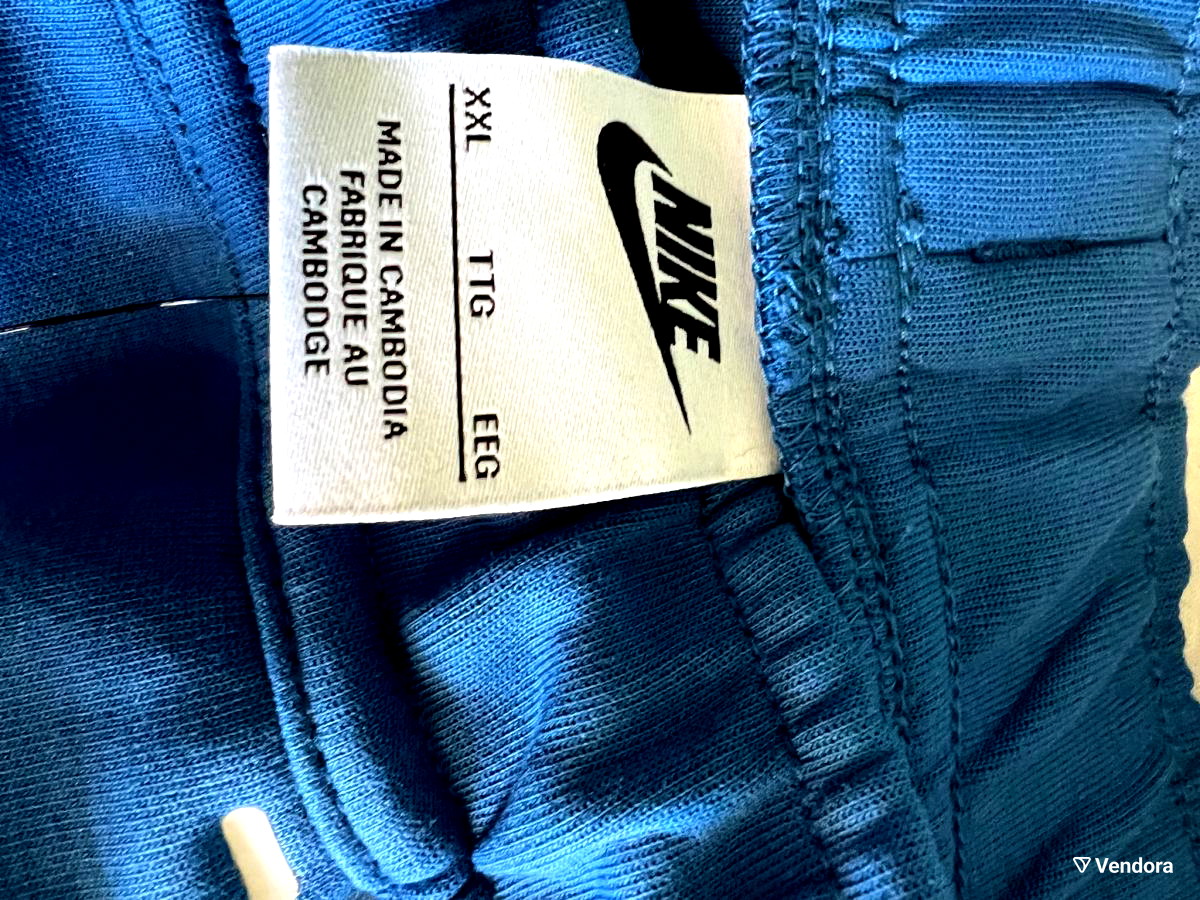 NIKE
XXL TTG EEG
MADE IN CAMBODIA
FABRIQUE AU
CAMBODGE
Vendora